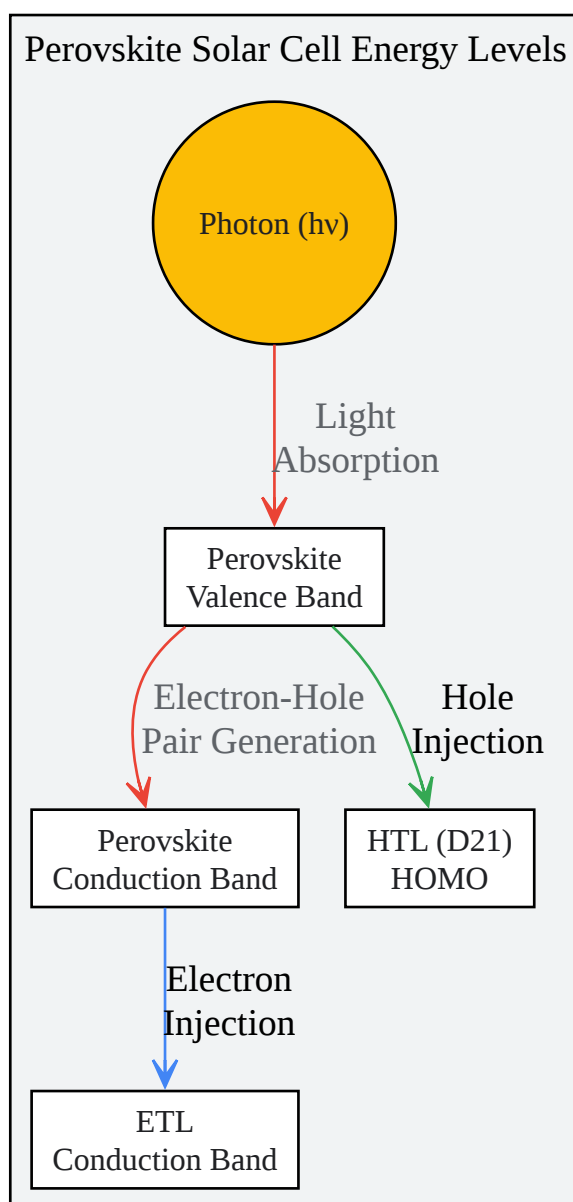 Perovskite Solar Cell Energy Levels
Photon (hν)
Light
Absorption
Perovskite
Valence Band
Electron-Hole
Pair Generation
Hole
Injection
Perovskite
Conduction Band
HTL (D21)
HOMO
Electron
Injection
ETL
Conduction Band